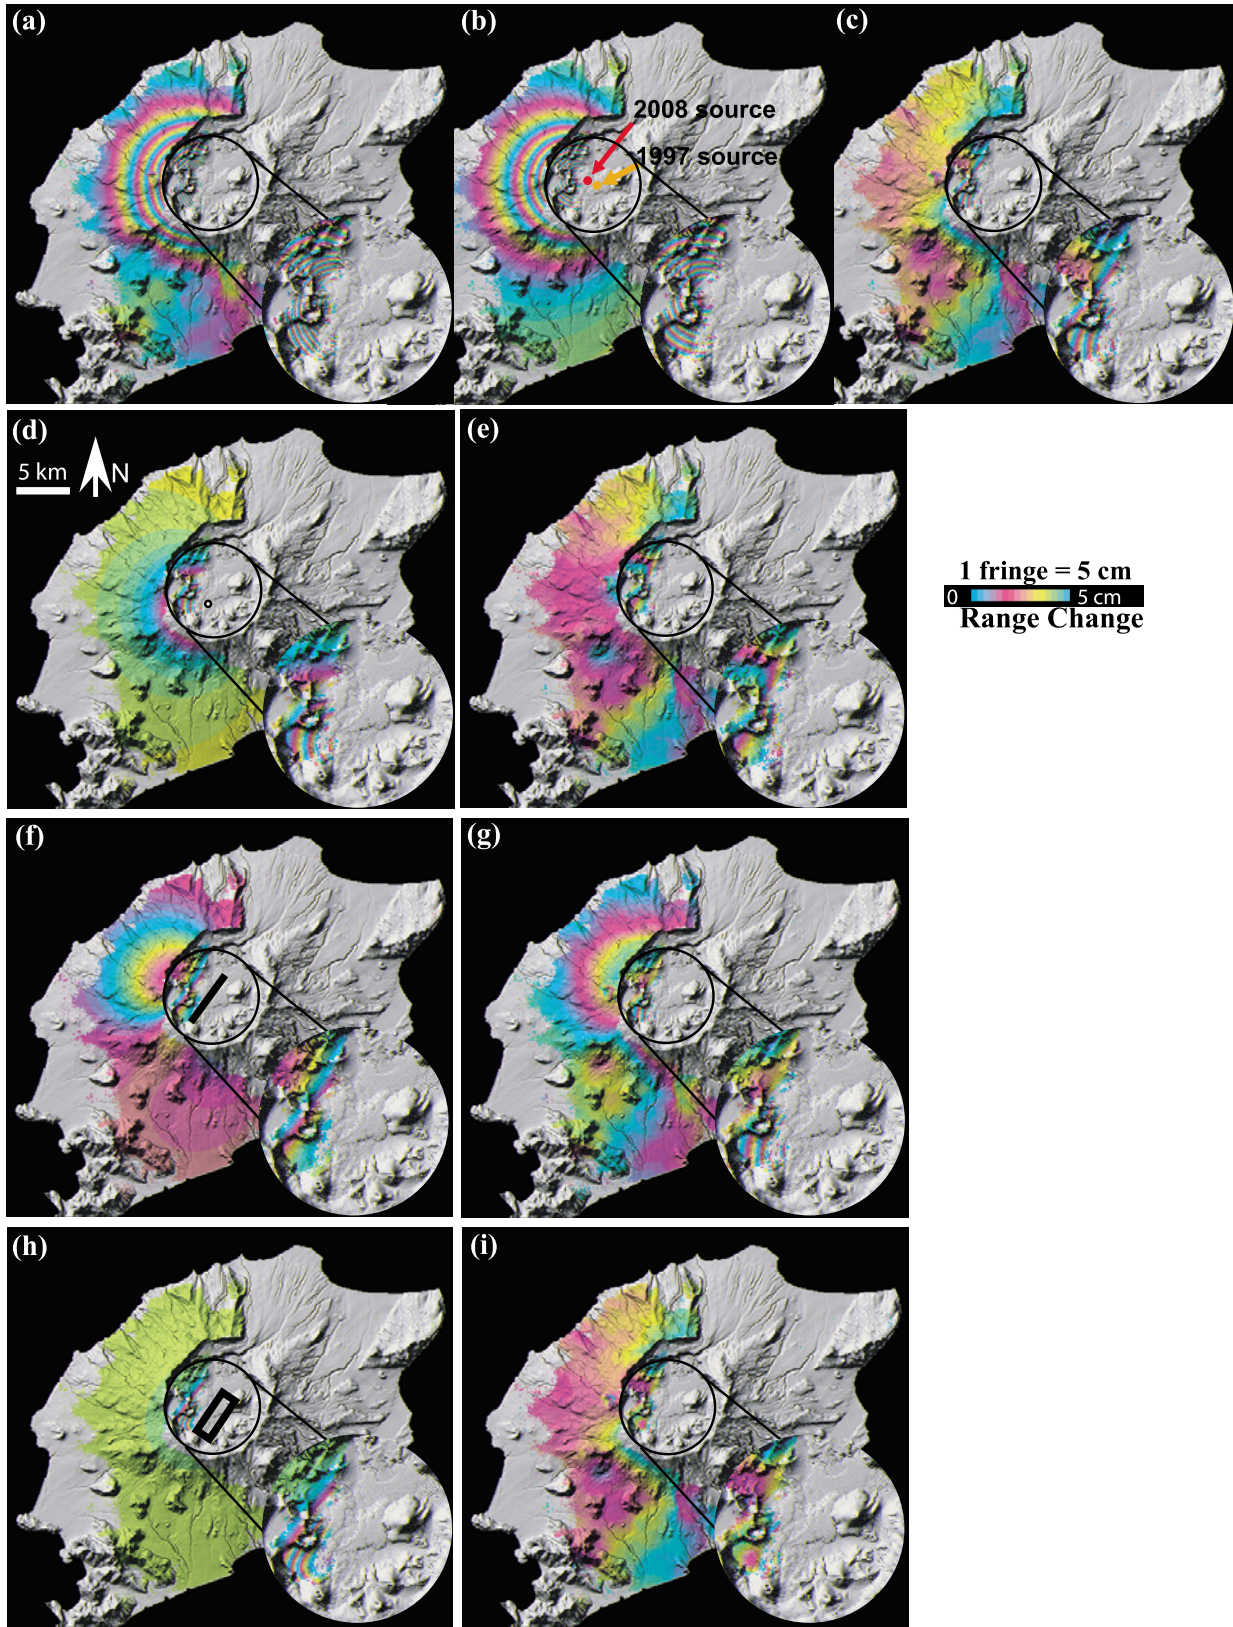 (a)
(b)
(c)
2008 source
1997 source
(d)
5 km
N
(e)
1 fringe = 5 cm
0
5 cm
Range Change
(f)
(g)
(h)
(i)